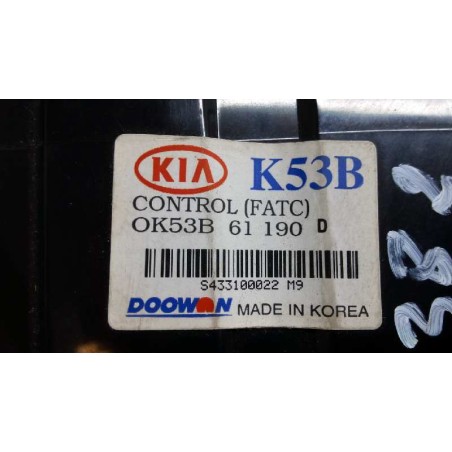 KIA K53B
CONTROL (FATC)
OK53B 61 190 D
S433100022 M9
DOOWON MADE IN KOREA